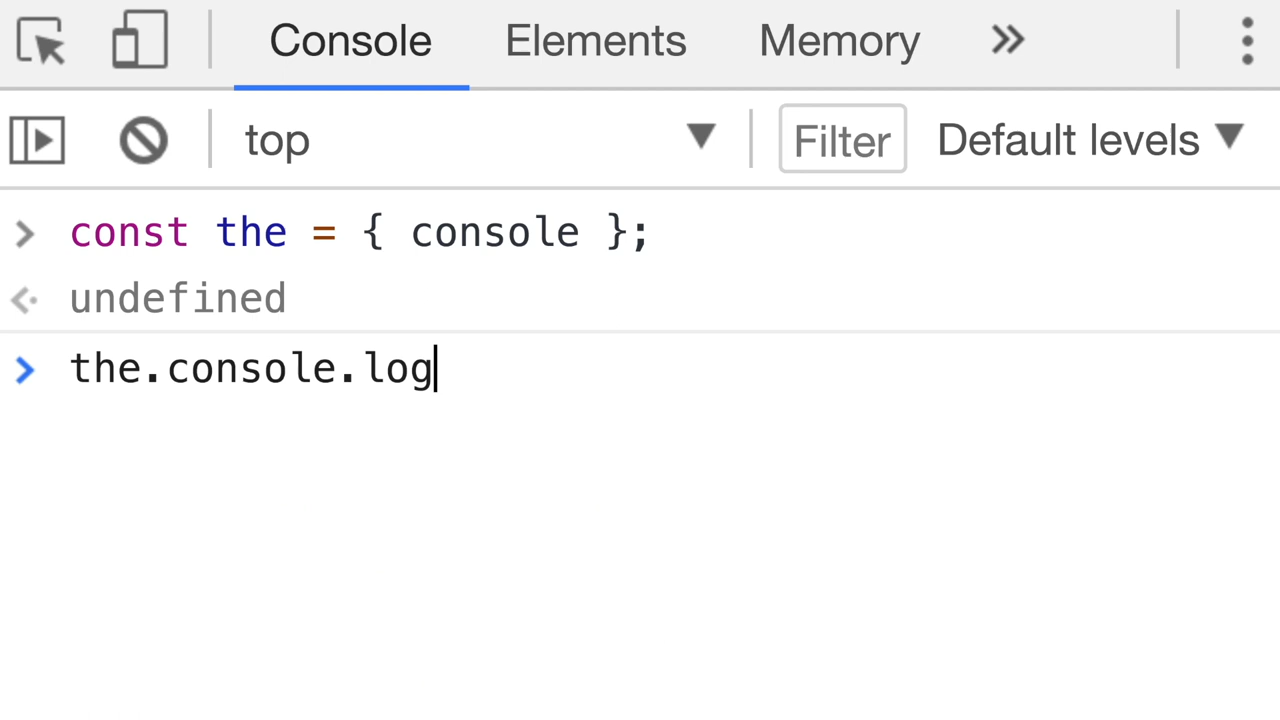 Console Elements Memory »
top Filter Default levels
> const the = { console };
undefined
> the.console.log